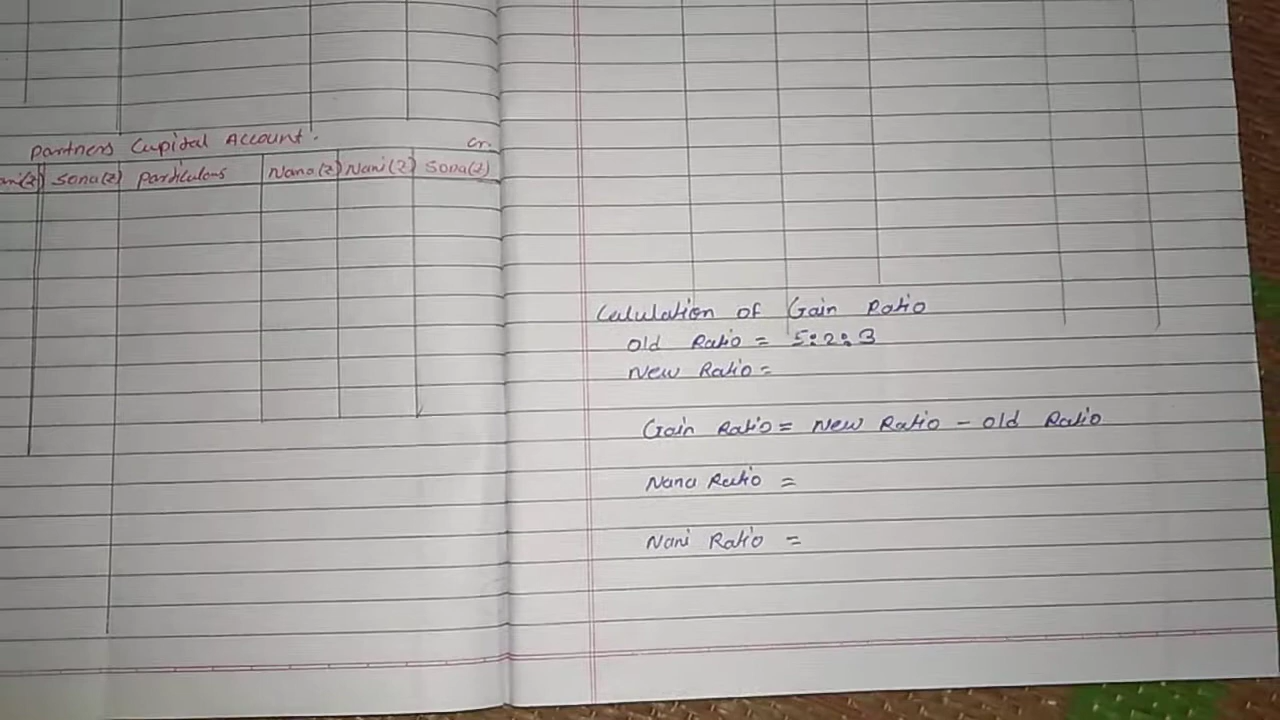 Partners Capital Account.
Cr.
Sona(₹) Particulars Nana(₹) Nani(₹) Sona(₹)
Calulation of Gain Ratio
Old Ratio = 5:2:3
New Ratio =
Gain Ratio = New Ratio - Old Ratio
Nana Ratio =
Nani Ratio =